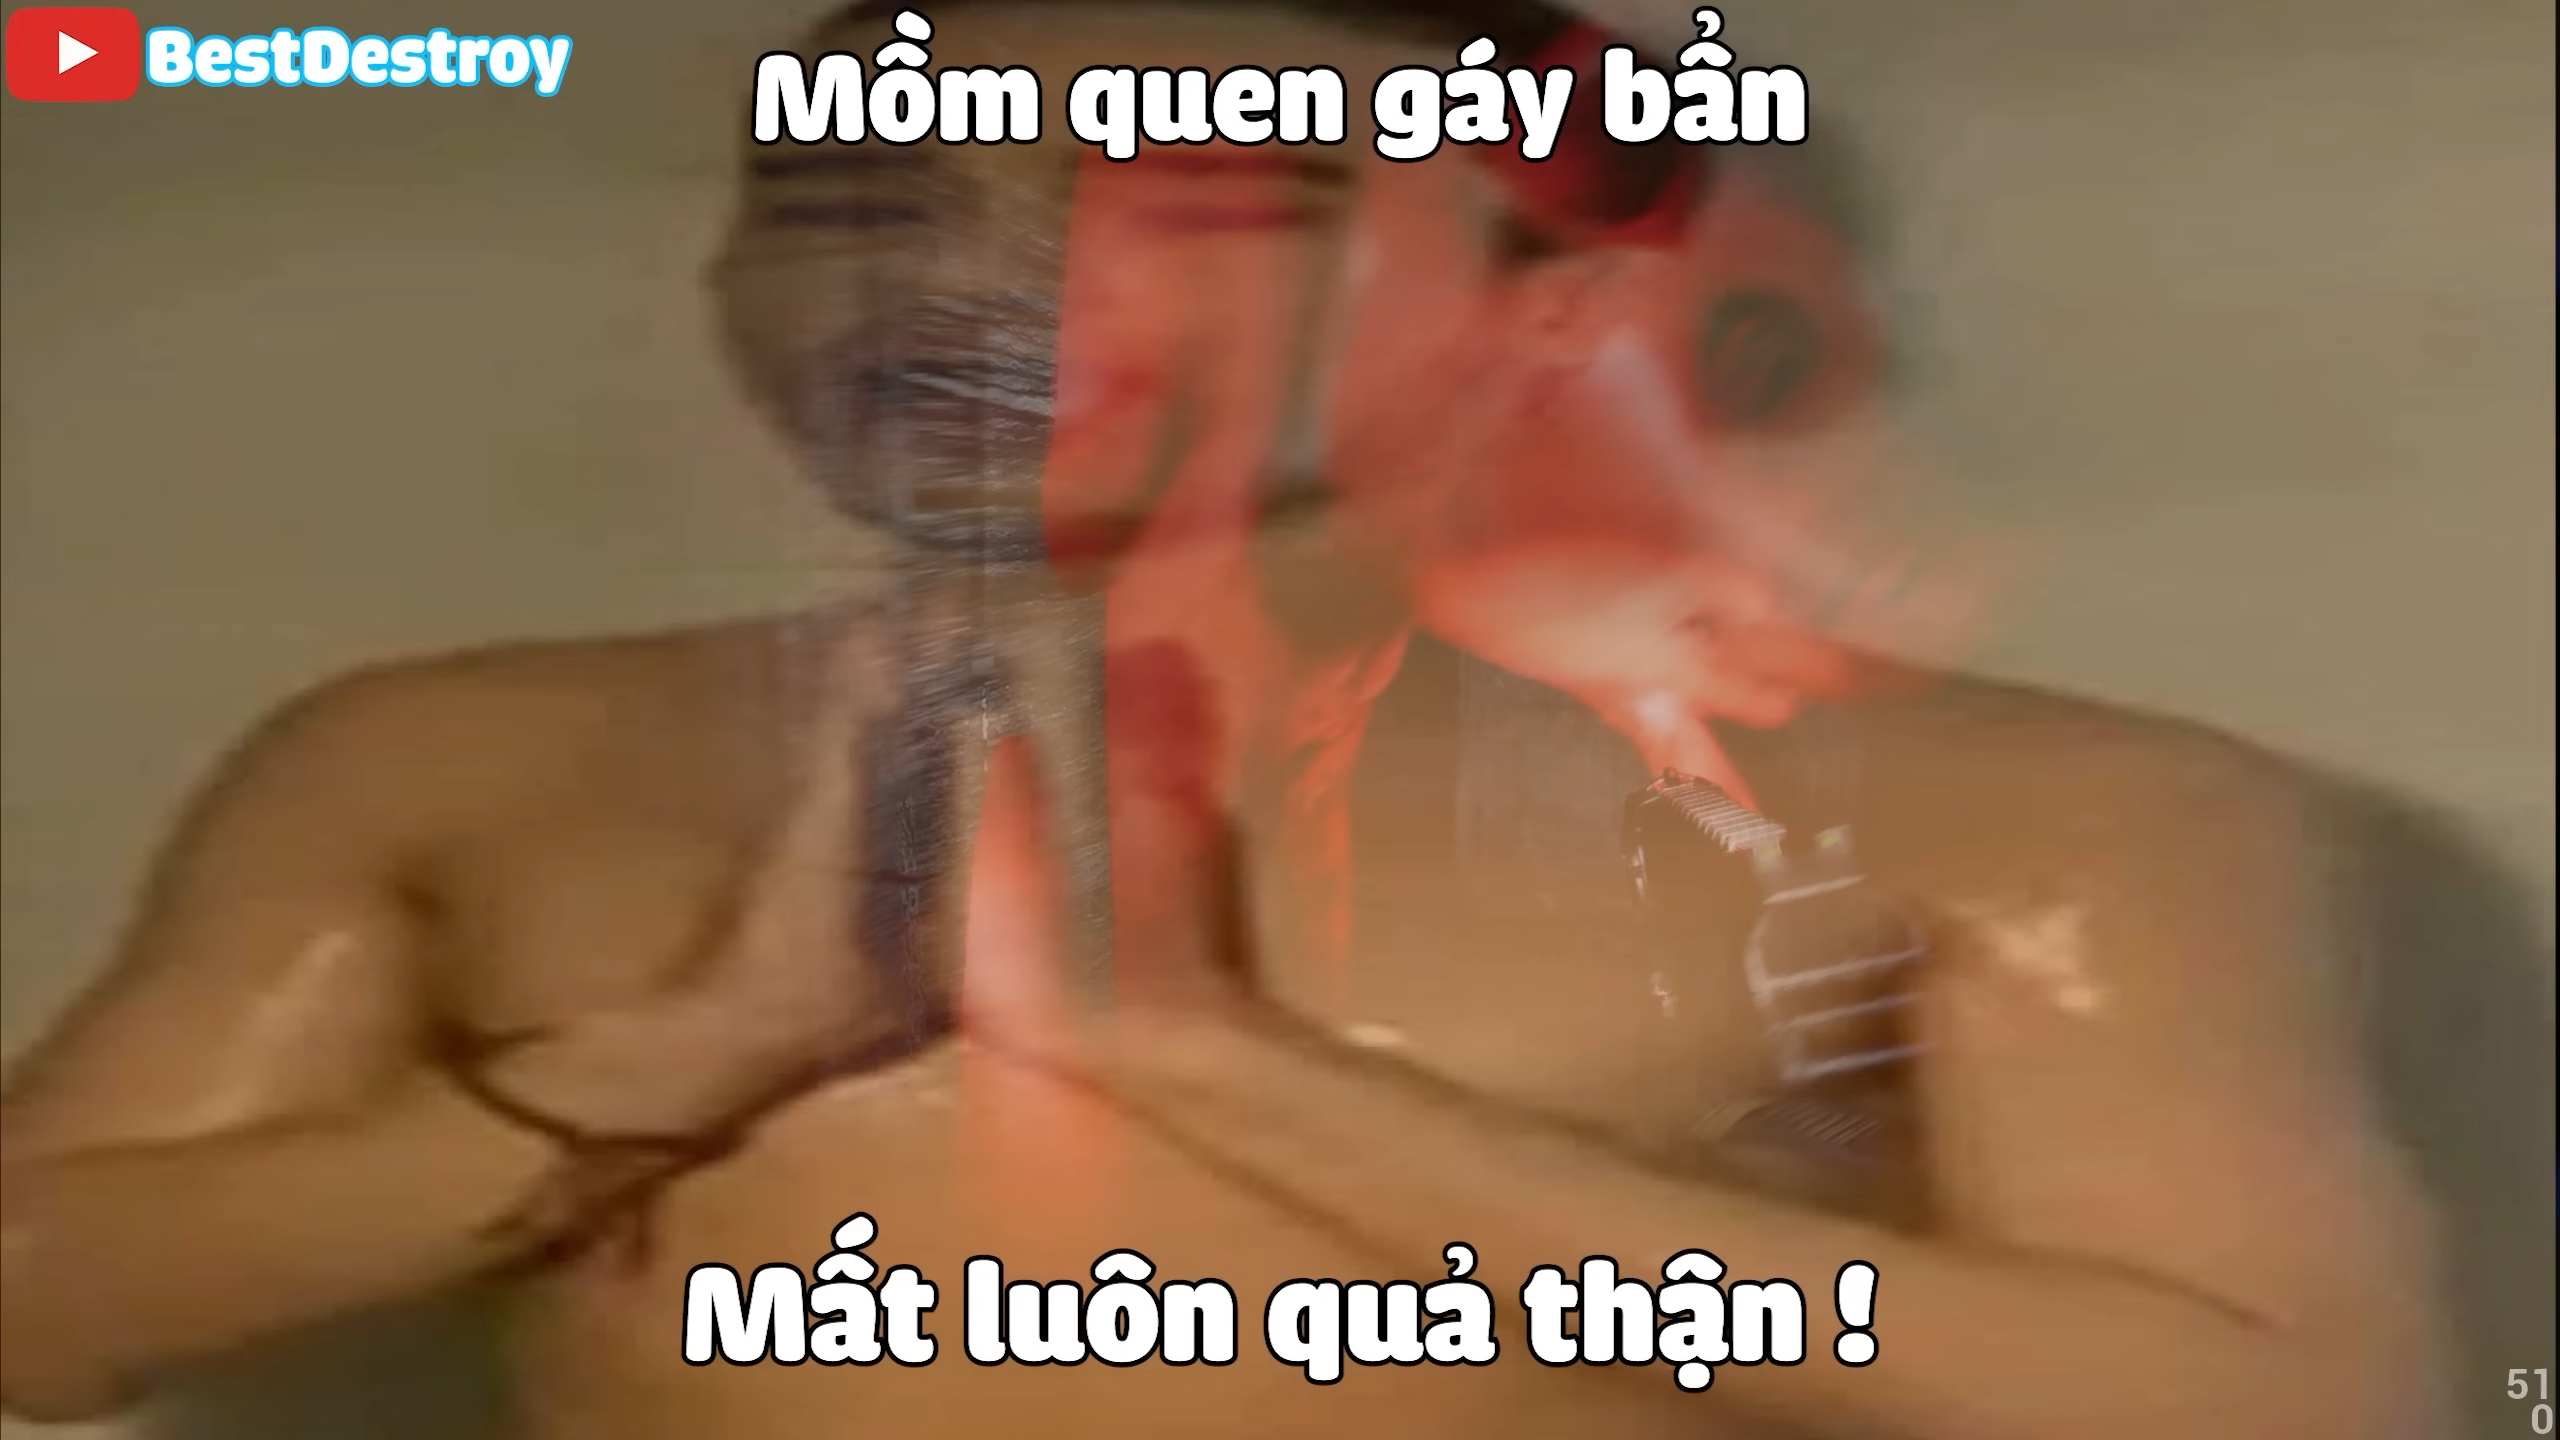 BestDestroy
Mồm quen gáy bẩn
Mất luôn quả thận !
51
0